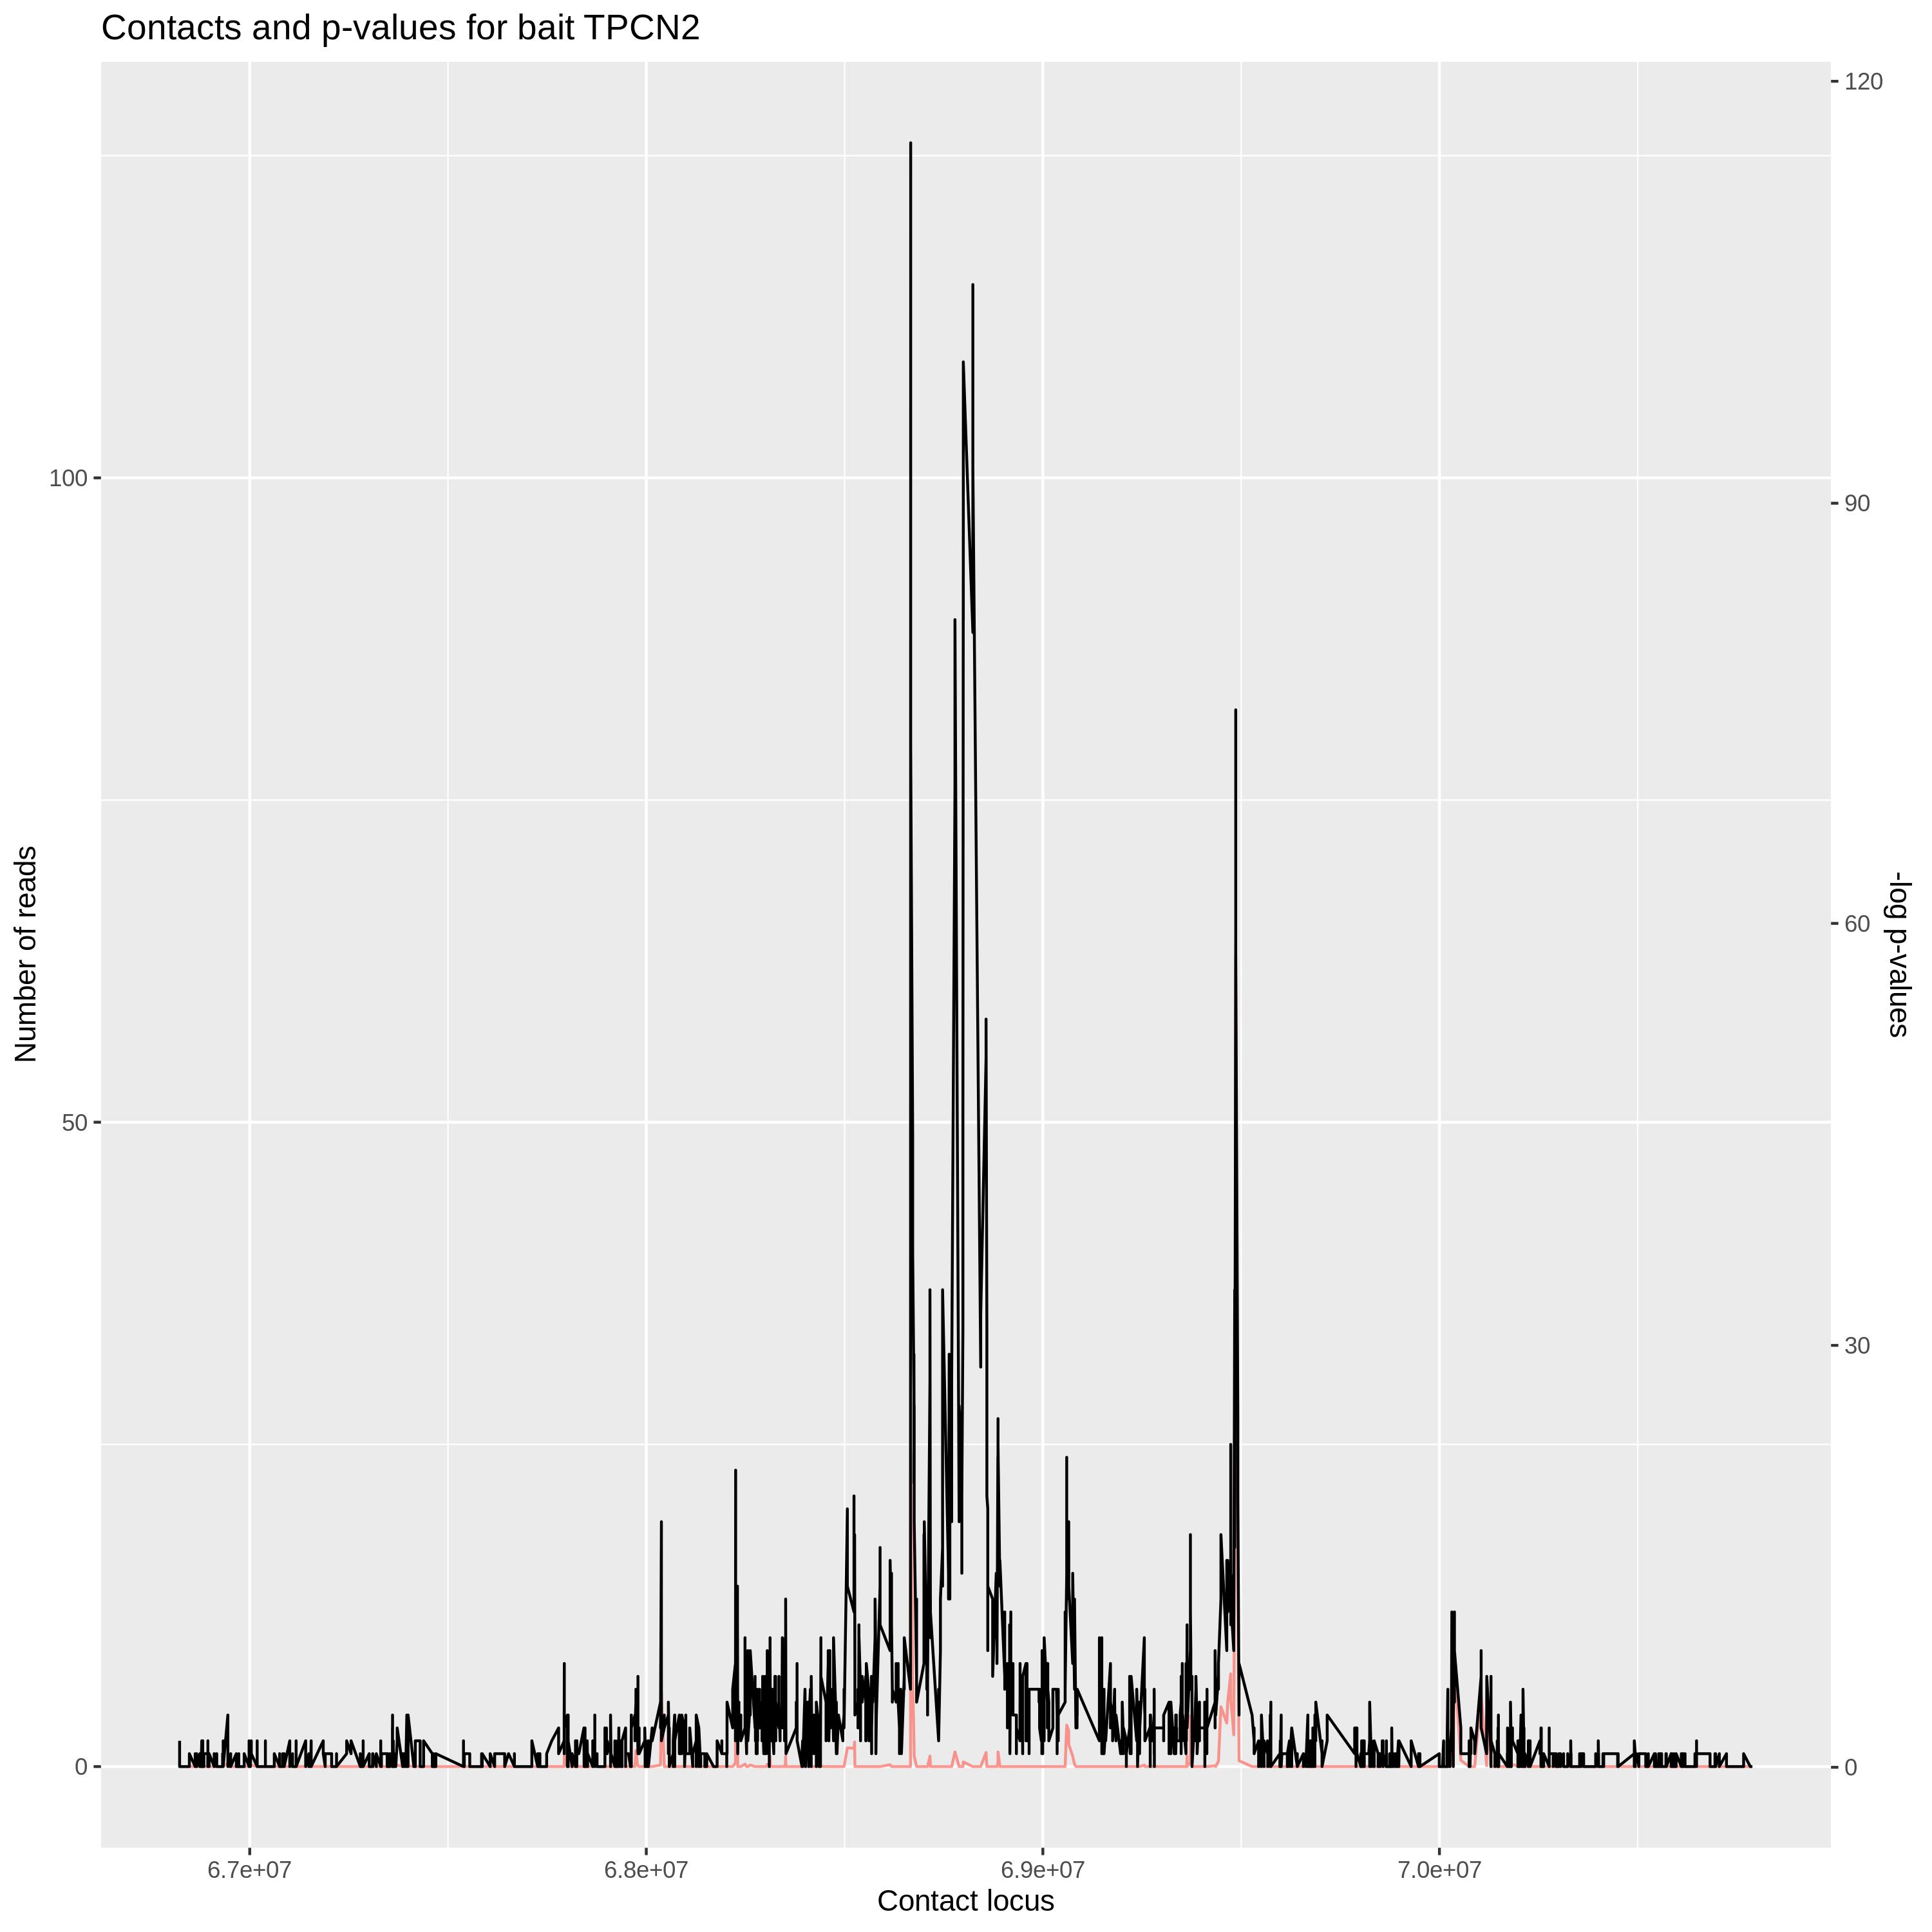 Contacts and p-values for bait TPCN2
120
100
90
Number of reads
-log p-values
60
50
30
0
0
6.7e+07
6.8e+07
6.9e+07
7.0e+07
Contact locus